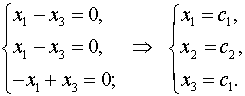 x₁ − x₃ = 0,
x₁ − x₃ = 0,
−x₁ + x₃ = 0;
⇒
x₁ = c₁,
x₂ = c₂,
x₃ = c₁.